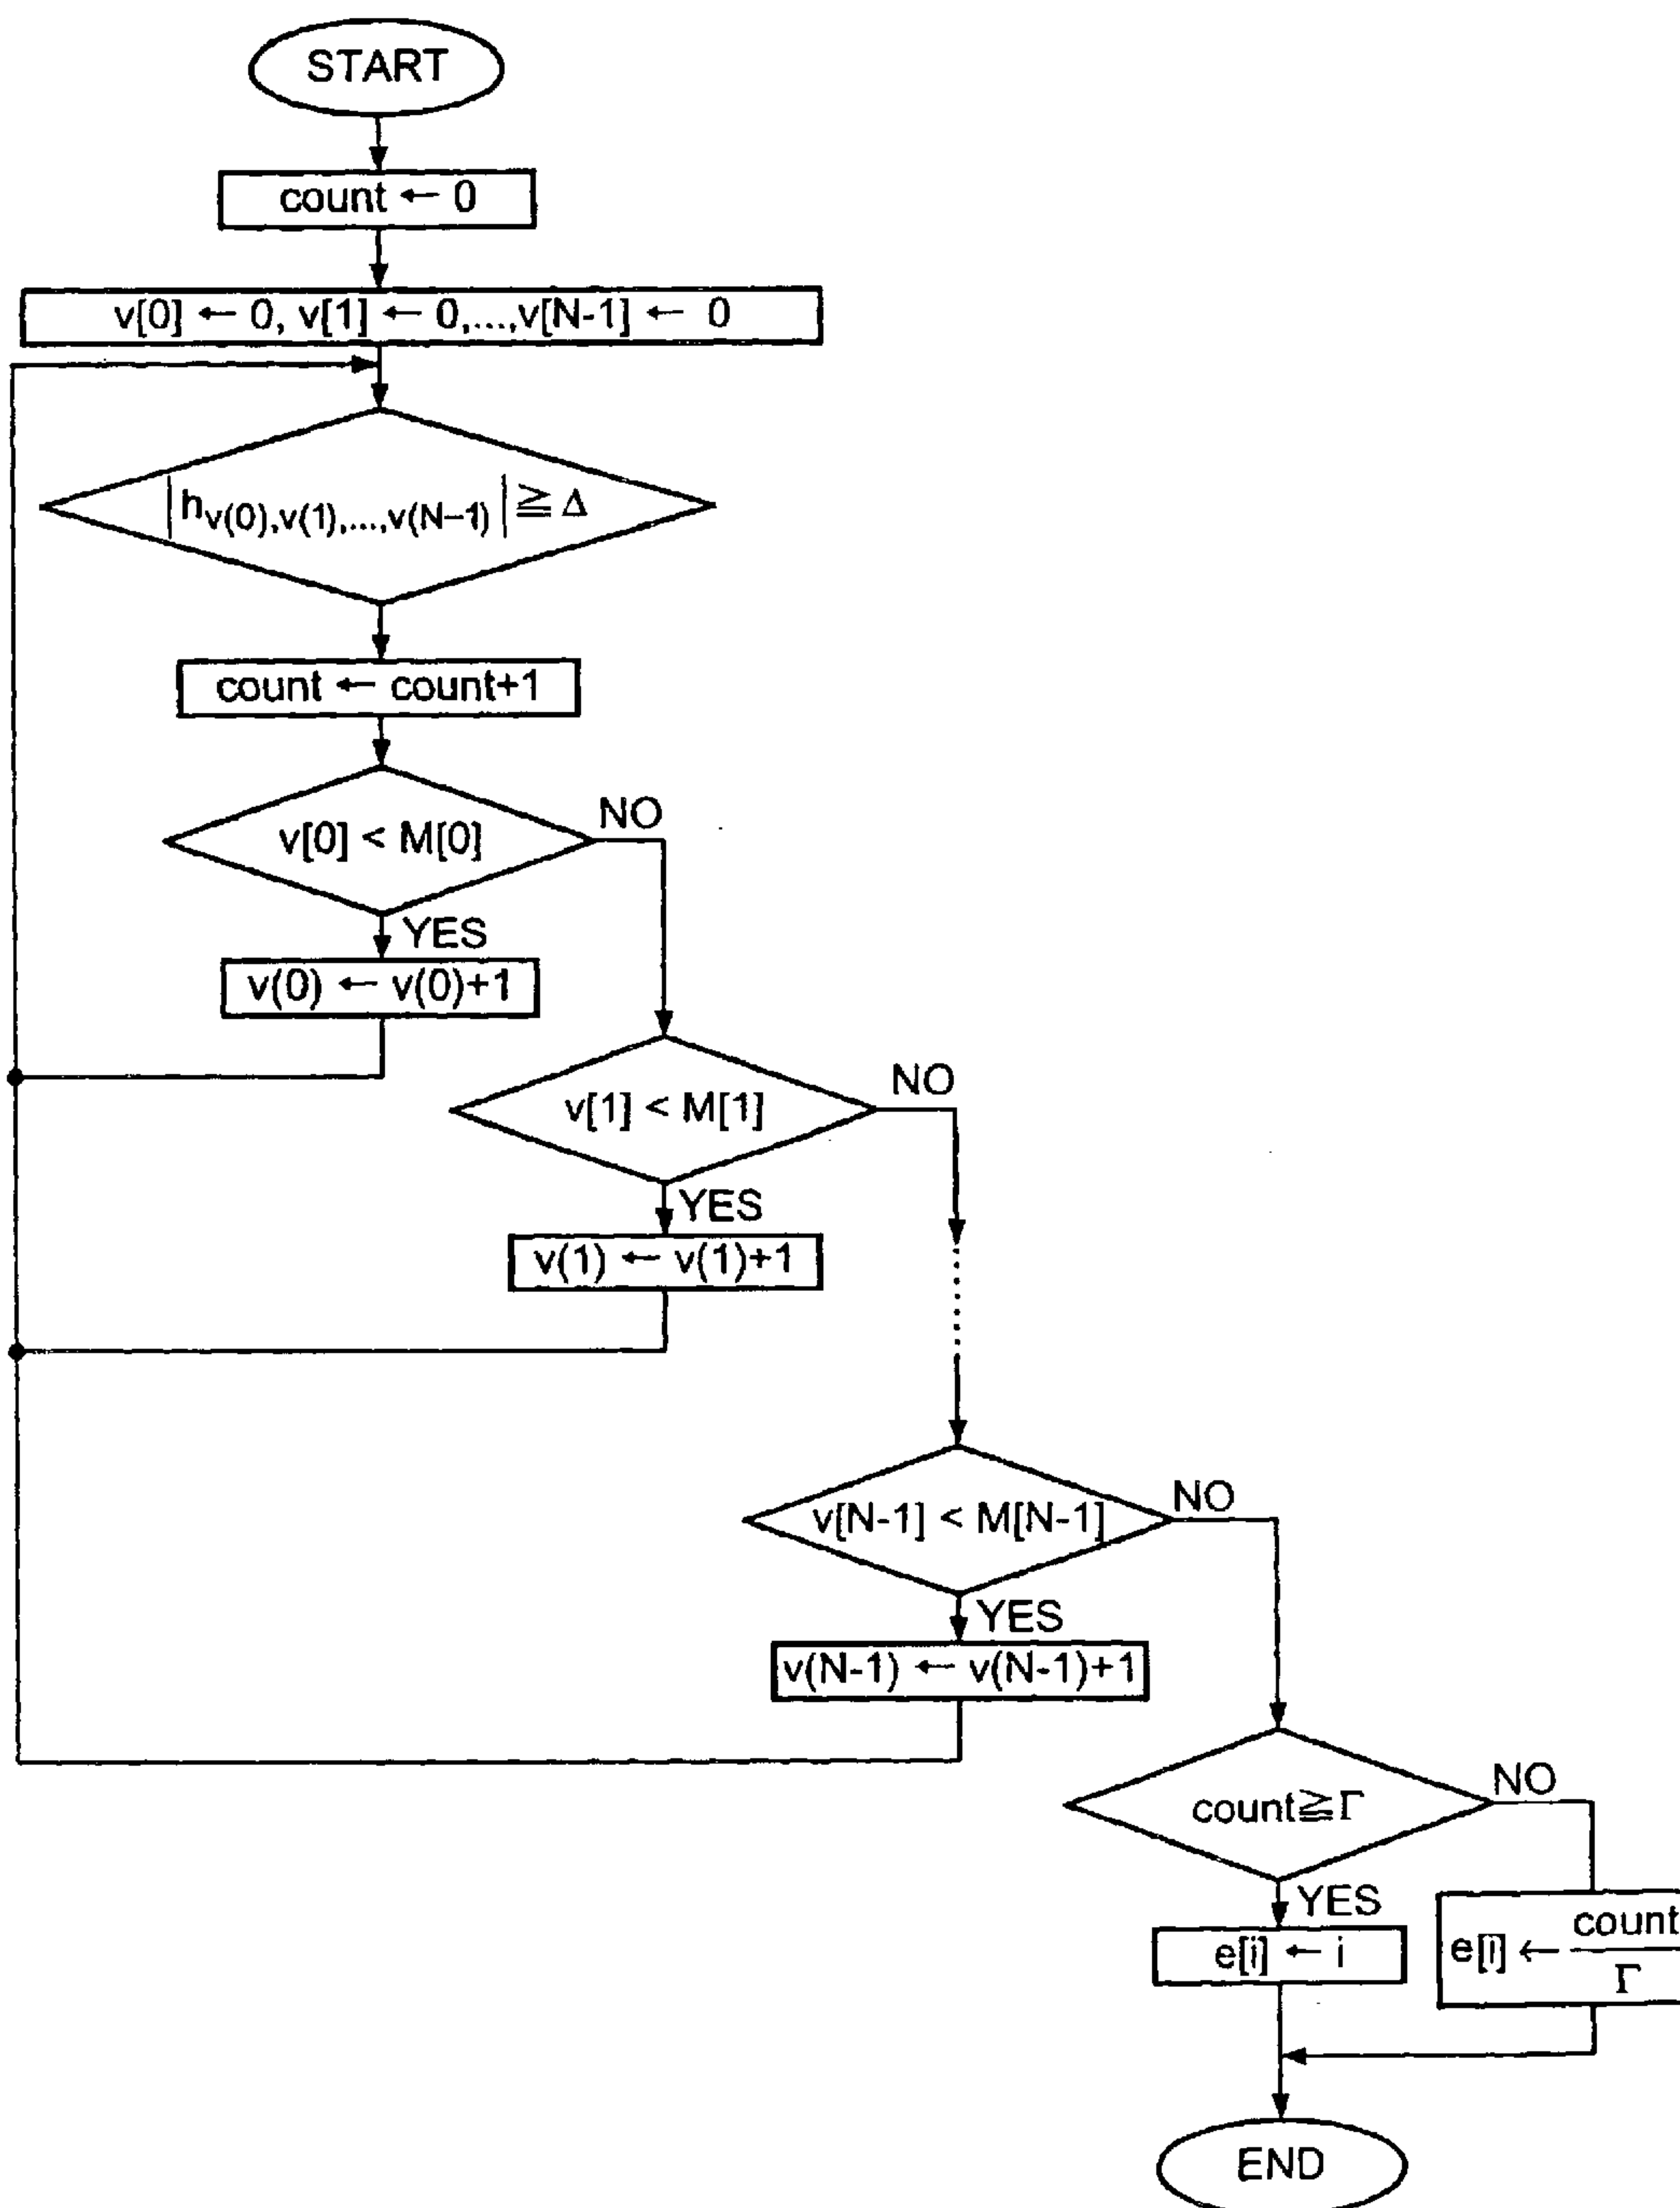 START
count ← 0
v[0] ← 0, v[1] ← 0,...,v[N-1] ← 0
|h_v(0),v(1),...,v(N−1)| ≧ Δ
count ← count+1
v[0] < M[0]
NO
YES
v(0) ← v(0)+1
v[1] < M[1]
NO
YES
v(1) ← v(1)+1
v[N-1] < M[N-1]
NO
YES
v(N-1) ← v(N-1)+1
count≧Γ
NO
YES
e[i] ← i
e[i] ← count
Γ
END